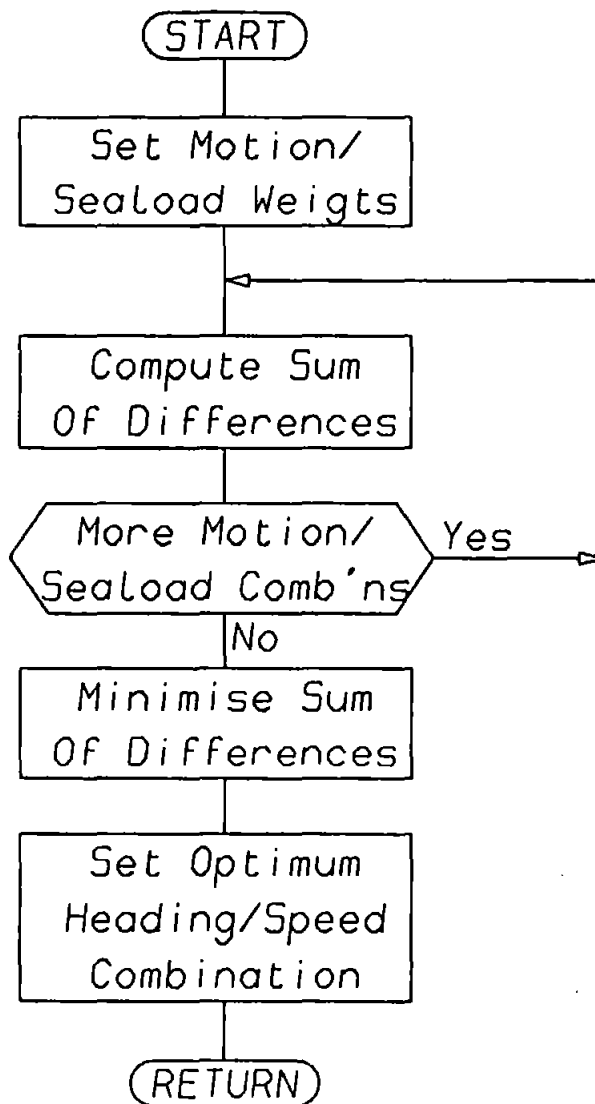 START
Set Motion/
Seaload Weigts
Compute Sum
Of Differences
More Motion/
Seaload Comb'ns
Yes
No
Minimise Sum
Of Differences
Set Optimum
Heading/Speed
Combination
RETURN